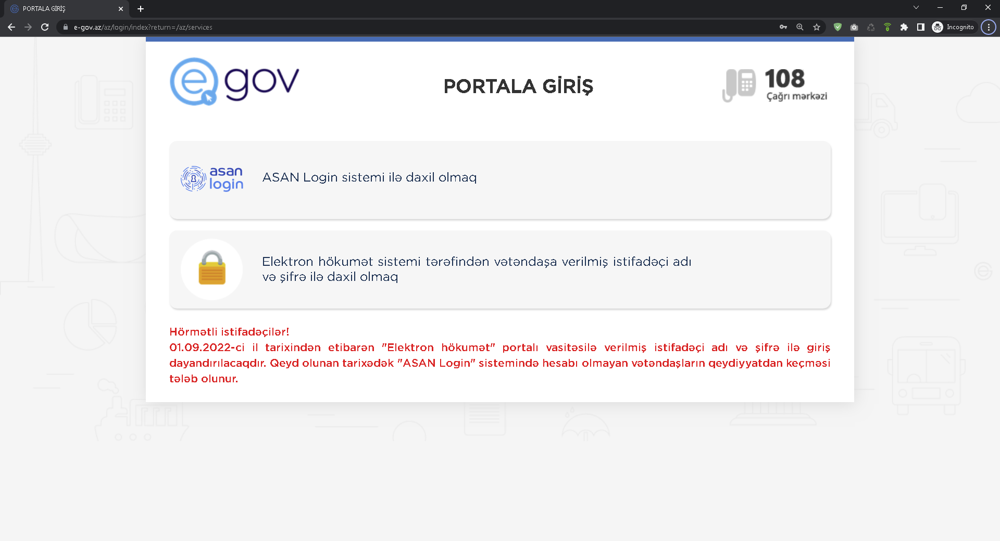 PORTALA GİRİŞ
e-gov.az/az/login/index?return=/az/services
Incognito
e gov
PORTALA GİRİŞ
108
Çağrı mərkəzi
asan
login
ASAN Login sistemi ilə daxil olmaq
Elektron hökumət sistemi tərəfindən vətəndaşa verilmiş istifadəçi adı
və şifrə ilə daxil olmaq
Hörmətli istifadəçilər!
01.09.2022-ci il tarixindən etibarən "Elektron hökumət" portalı vasitəsilə verilmiş istifadəçi adı və şifrə ilə giriş
dayandırılacaqdır. Qeyd olunan tarixədək "ASAN Login" sistemində hesabı olmayan vətəndaşların qeydiyyatdan keçməsi
tələb olunur.